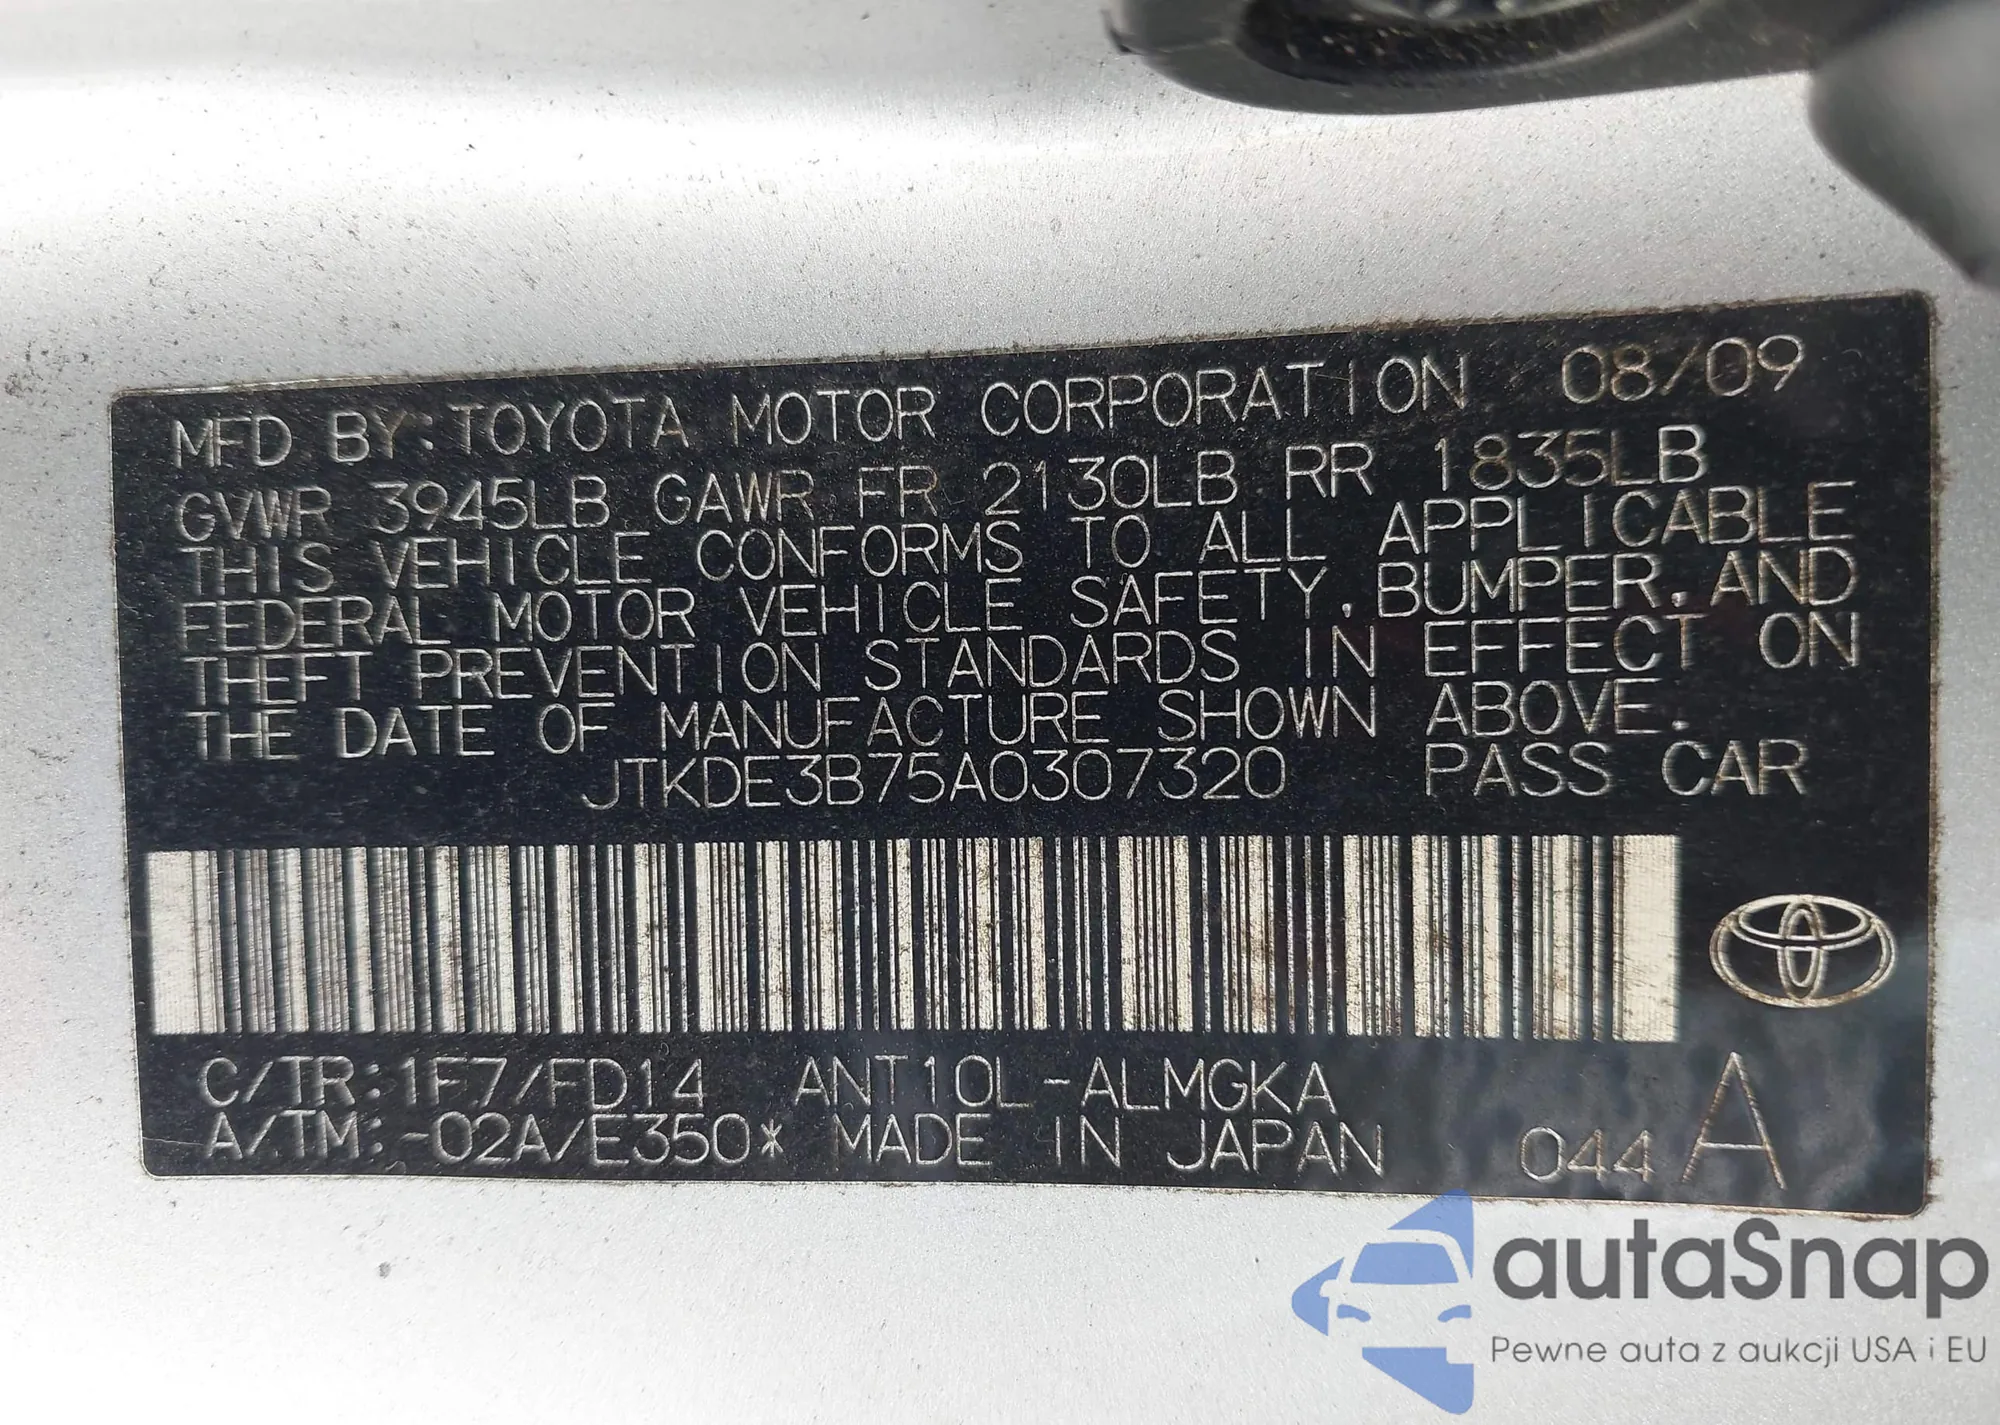 MFD BY:TOYOTA MOTOR CORPORATION 08/09
GVWR 3945LB GAWR FR 2130LB RR 1835LB
THIS VEHICLE CONFORMS TO ALL APPLICABLE
FEDERAL MOTOR VEHICLE SAFETY,BUMPER,AND
THEFT PREVENTION STANDARDS IN EFFECT ON
THE DATE OF MANUFACTURE SHOWN ABOVE.
JTKDE3B75A0307320 PASS CAR
C/TR:1F7/FD14 ANT10L-ALMGKA
A/TM:-02A/E350* MADE IN JAPAN 044 A
autaSnap
Pewne auta z aukcji USA i EU